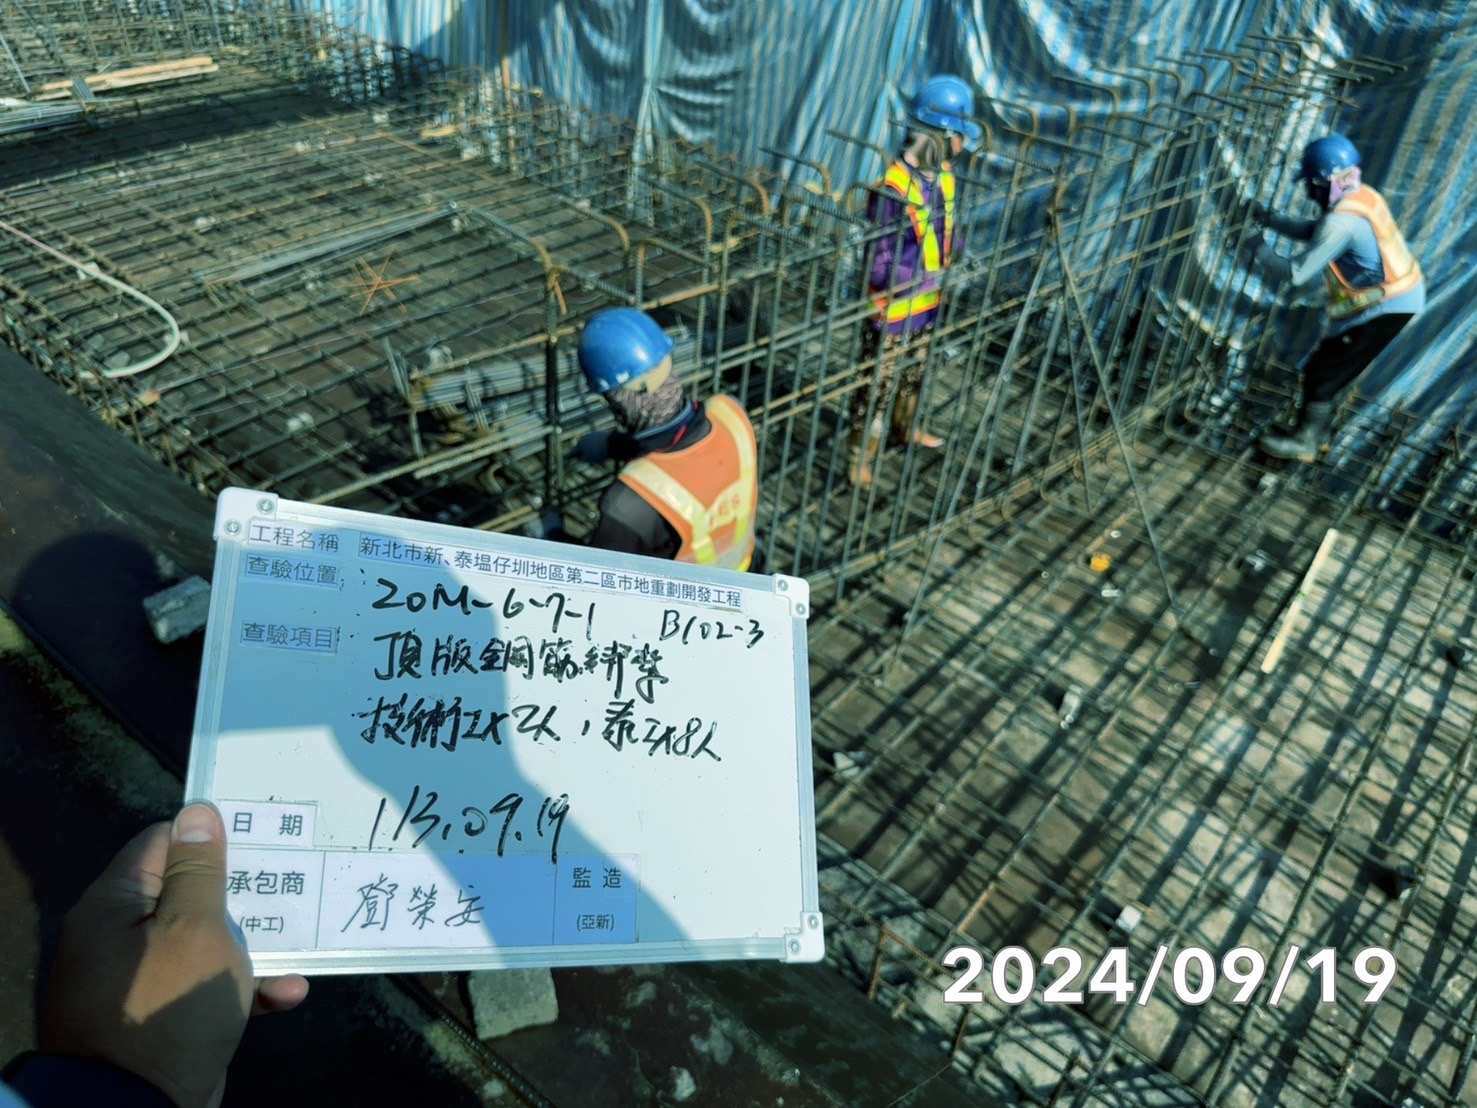 工程名稱 新北市新、泰塭仔圳地區第二區市地重劃開發工程
查驗位置: 20M-6-7-1 B102-3
查驗項目 頂版鋼筋綁紮
技術工x2人,泰工x8人
日 期 113.09.19
承包商 (中工) 榮安 監 造 (亞新)
2024/09/19